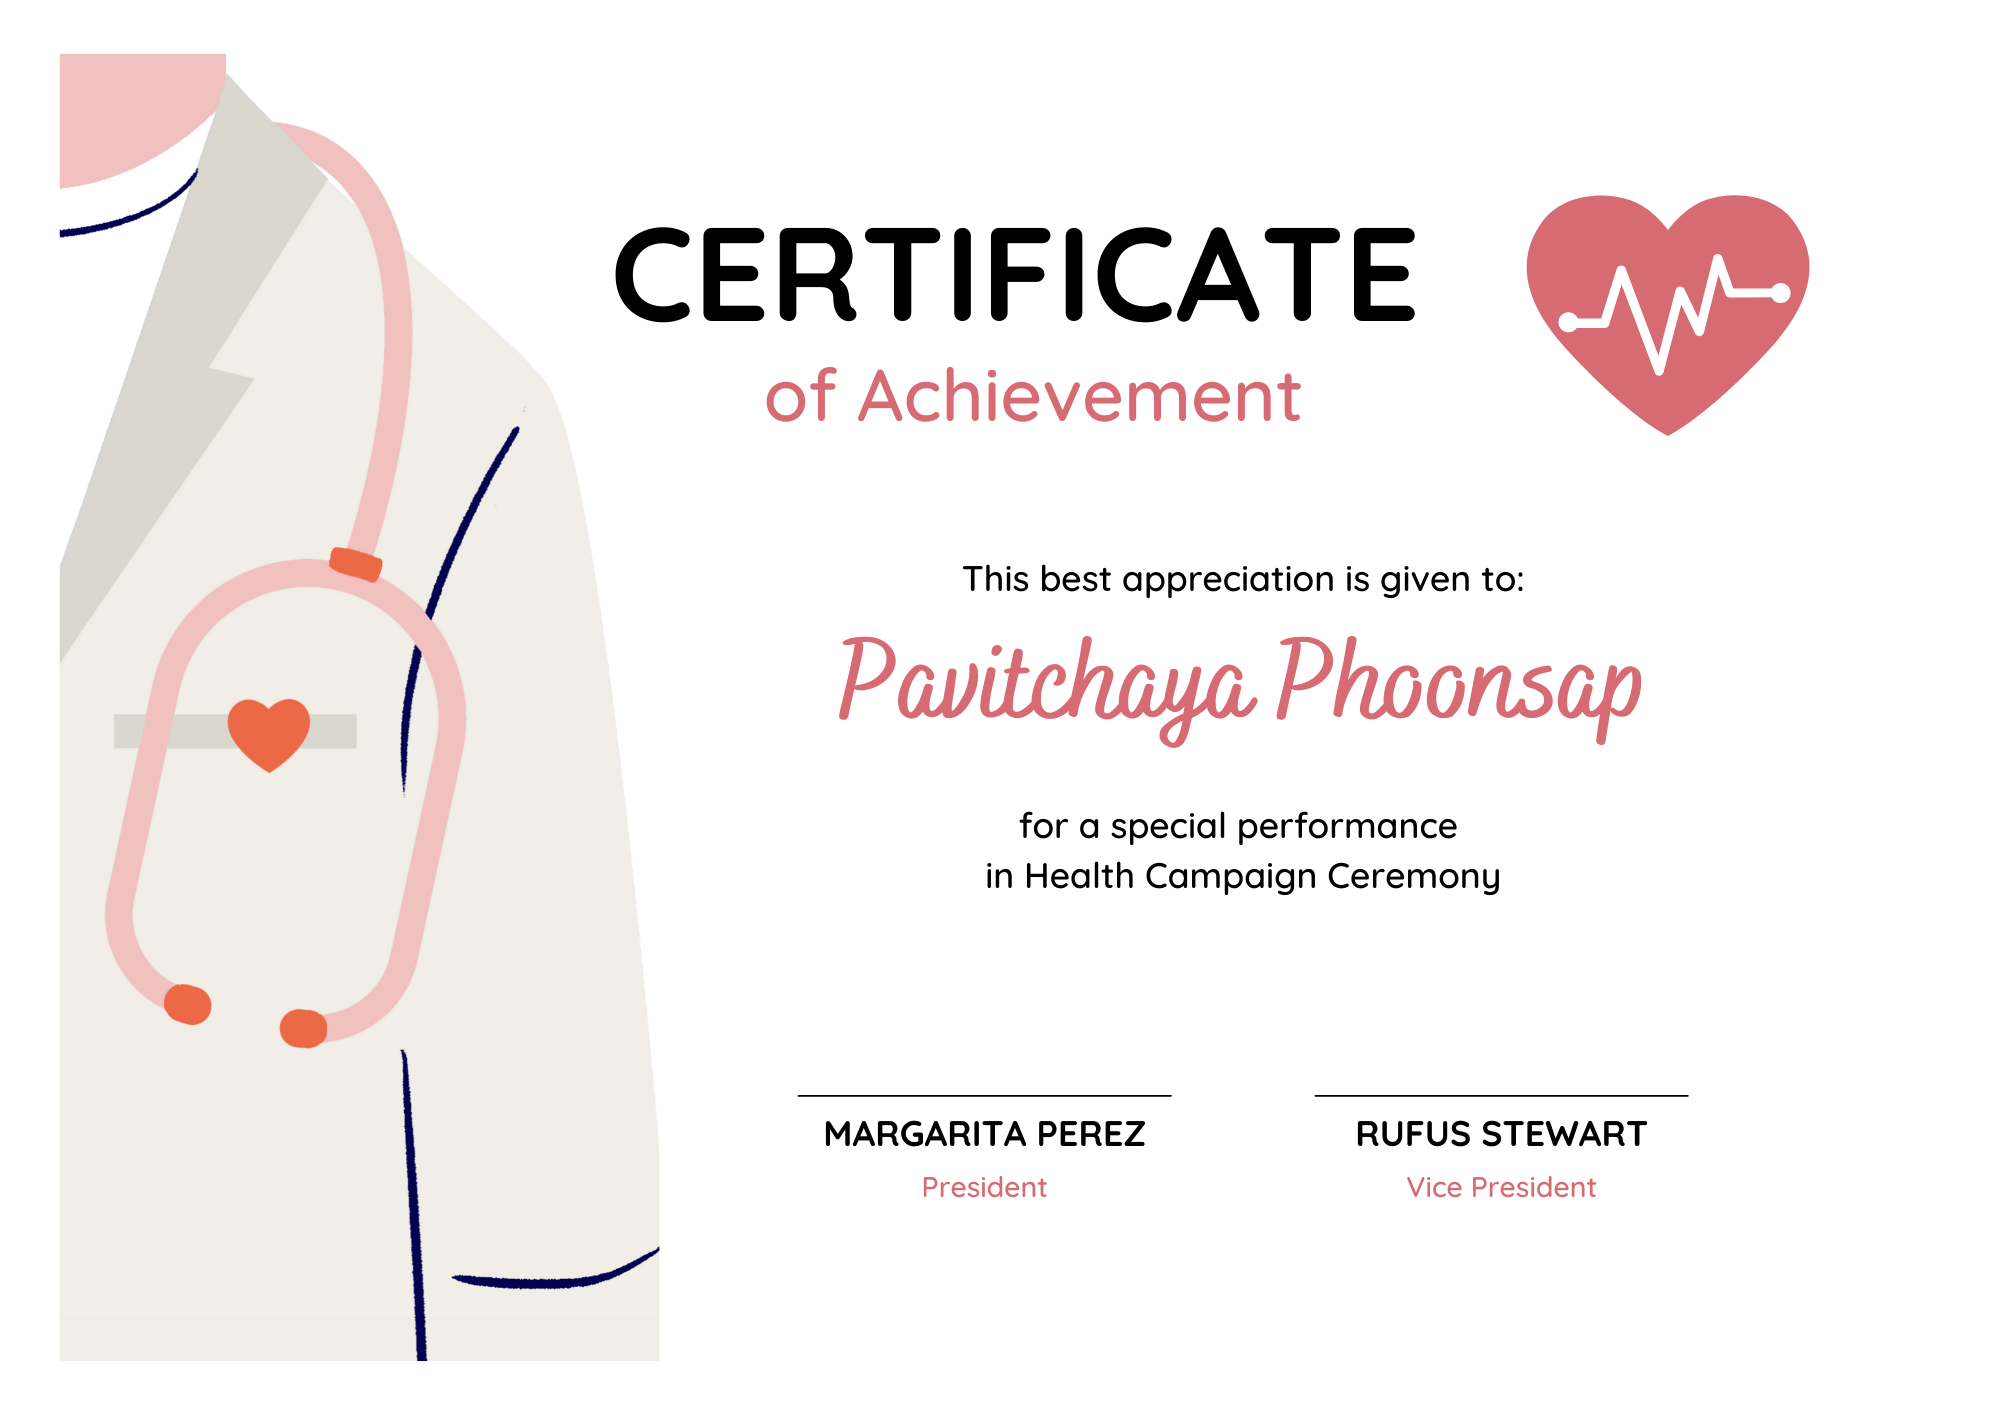 CERTIFICATE
of Achievement
This best appreciation is given to:
Pavitchaya Phoonsap
for a special performance
in Health Campaign Ceremony
MARGARITA PEREZ
President
RUFUS STEWART
Vice President